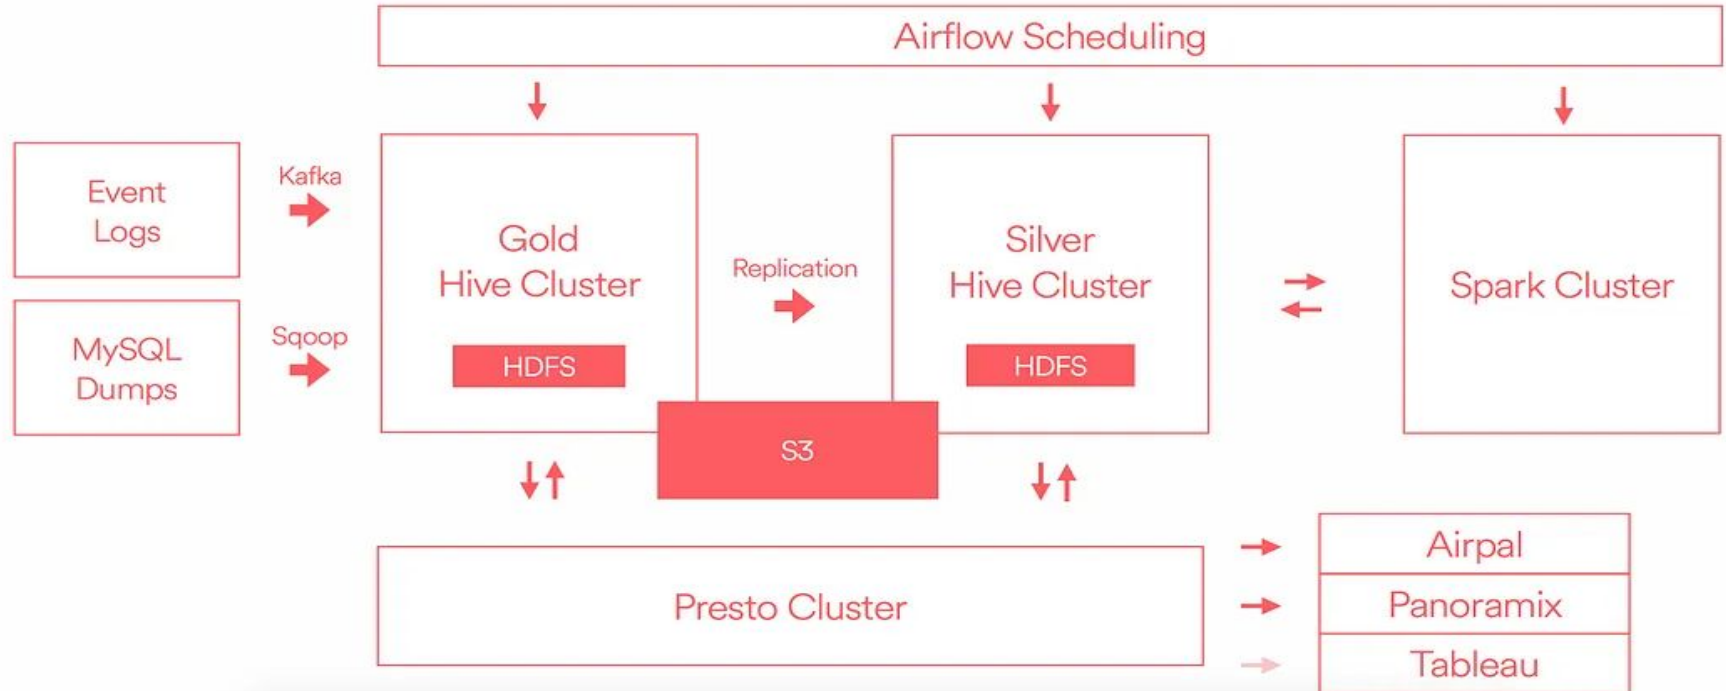 Airflow Scheduling
Event
Logs
Kafka
MySQL
Dumps
Sqoop
Gold
Hive Cluster
HDFS
Replication
Silver
Hive Cluster
HDFS
S3
Spark Cluster
Presto Cluster
Airpal
Panoramix
Tableau